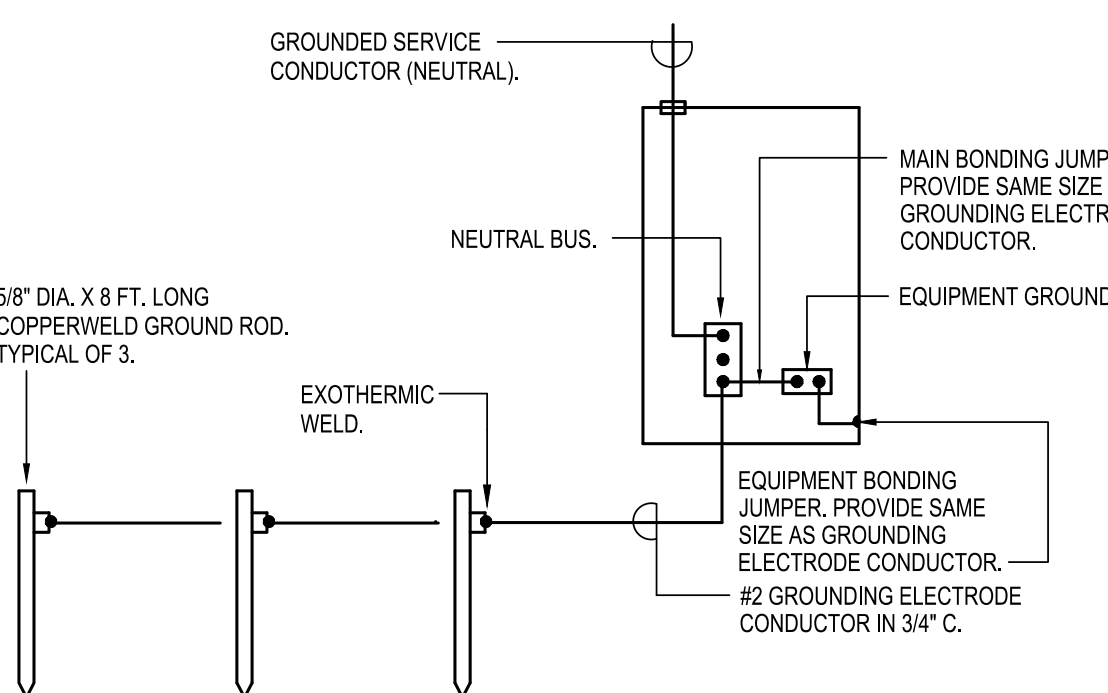 GROUNDED SERVICE
CONDUCTOR (NEUTRAL).
MAIN BONDING
PROVIDE SAME SIZE
GROUNDING
CONDUCTOR.
NEUTRAL BUS.
EQUIPMENT GROUND
5/8" DIA. X 8 FT. LONG
COPPERWELD GROUND ROD.
TYPICAL OF 3.
EXOTHERMIC
WELD.
EQUIPMENT BONDING
JUMPER. PROVIDE SAME
SIZE AS GROUNDING
ELECTRODE CONDUCTOR.
#2 GROUNDING ELECTRODE
CONDUCTOR IN 3/4" C.